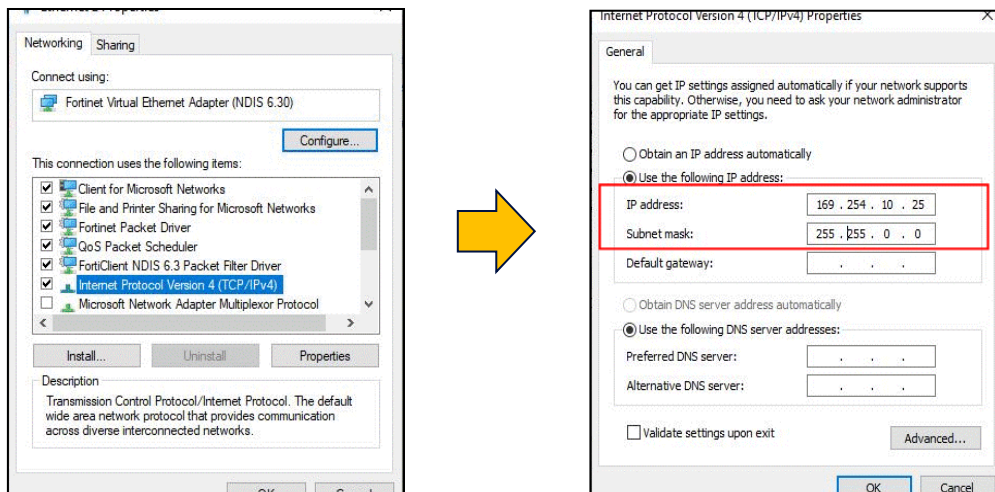 Networking Sharing
Connect using:
Fortinet Virtual Ethernet Adapter (NDIS 6.30)
Configure...
This connection uses the following items:
Client for Microsoft Networks
File and Printer Sharing for Microsoft Networks
Fortinet Packet Driver
QoS Packet Scheduler
FortiClient NDIS 6.3 Packet Filter Driver
Internet Protocol Version 4 (TCP/IPv4)
Microsoft Network Adapter Multiplexor Protocol
Install... Uninstall Properties
Description
Transmission Control Protocol/Internet Protocol. The default
wide area network protocol that provides communication
across diverse interconnected networks.
Internet Protocol Version 4 (TCP/IPv4) Properties
General
You can get IP settings assigned automatically if your network supports
this capability. Otherwise, you need to ask your network administrator
for the appropriate IP settings.
Obtain an IP address automatically
Use the following IP address:
IP address: 169 . 254 . 10 . 25
Subnet mask: 255 . 255 . 0 . 0
Default gateway: . . .
Obtain DNS server address automatically
Use the following DNS server addresses:
Preferred DNS server: . . .
Alternative DNS server: . . .
Validate settings upon exit
Advanced...
OK Cancel